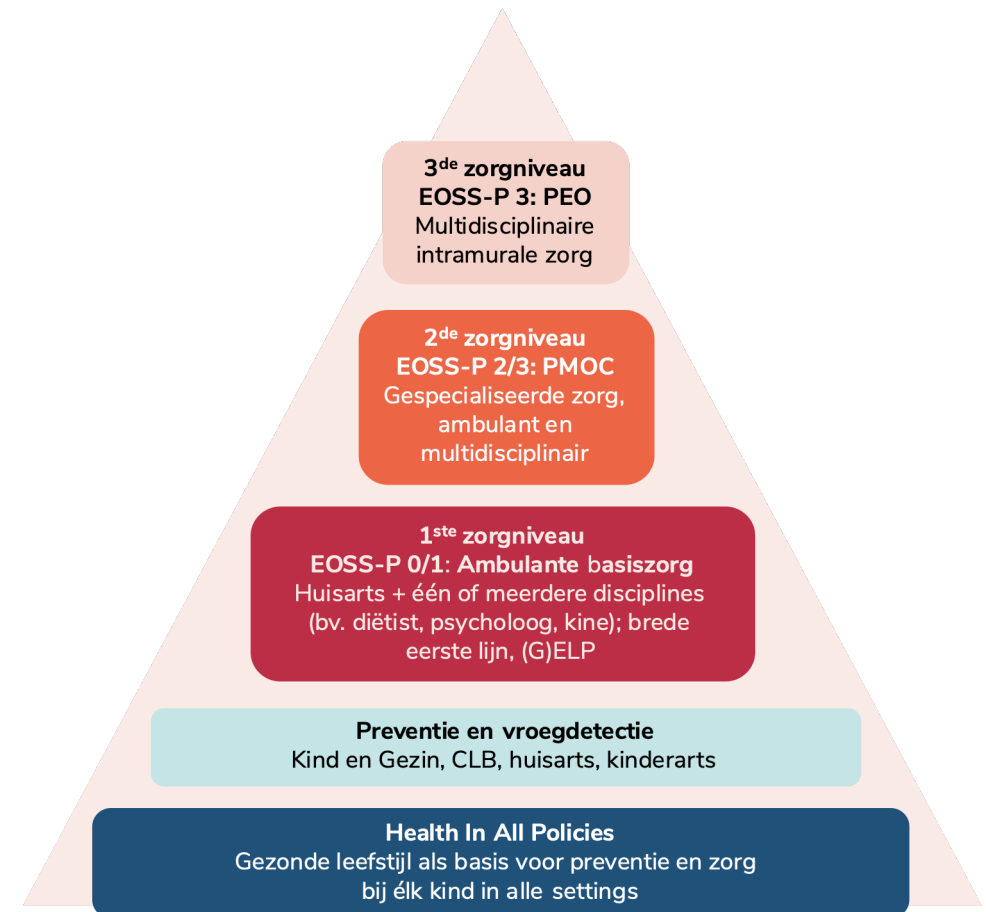 3de zorgniveau
EOSS-P 3: PEO
Multidisciplinaire
intramurale zorg
2de zorgniveau
EOSS-P 2/3: PMOC
Gespecialiseerde zorg,
ambulant en
multidisciplinair
1ste zorgniveau
EOSS-P 0/1: Ambulante basiszorg
Huisarts + één of meerdere disciplines
(bv. diëtist, psycholoog, kine); brede
eerste lijn, (G)ELP
Preventie en vroegdetectie
Kind en Gezin, CLB, huisarts, kinderarts
Health In All Policies
Gezonde leefstijl als basis voor preventie en zorg
bij élk kind in alle settings